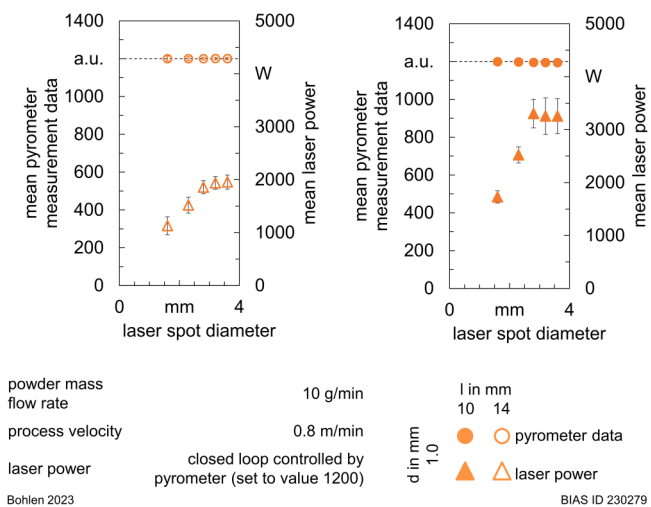 1400
a.u.
1000
800
600
400
200
0
mean pyrometer
measurement data
5000
W
3000
2000
1000
0
mean laser power
0 mm 4
laser spot diameter
1400
a.u.
1000
800
600
400
200
0
mean pyrometer
measurement data
5000
W
3000
2000
1000
0
mean laser power
0 mm 4
laser spot diameter
powder mass
flow rate
10 g/min
process velocity
0.8 m/min
laser power
closed loop controlled by
pyrometer (set to value 1200)
l in mm
10 14
d in mm
1.0
pyrometer data
laser power
Bohlen 2023
BIAS ID 230279